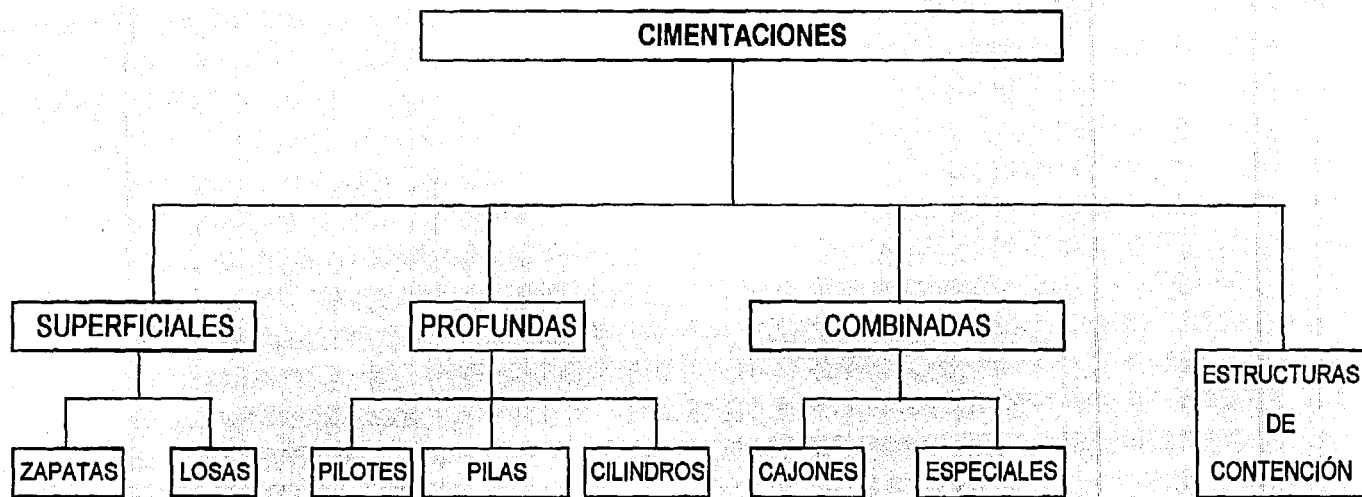 CIMENTACIONES
SUPERFICIALES
PROFUNDAS
COMBINADAS
ESTRUCTURAS
DE
CONTENCIÓN
ZAPATAS
LOSAS
PILOTES
PILAS
CILINDROS
CAJONES
ESPECIALES